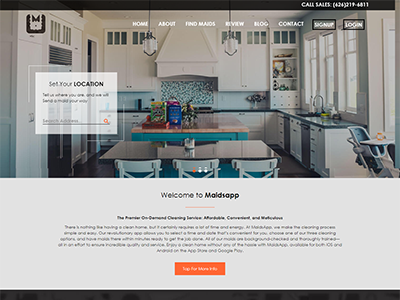 CALL SALES: (626)219-6811
HOME ABOUT FIND MAIDS REVIEW BLOG CONTACT SIGNUP LOGIN
Set Your LOCATION
Tell us where you are, and we will
Send a maid your way
Search Address...
Welcome to Maidsapp
The Premier On-Demand Cleaning Service: Affordable, Convenient, and Meticulous
There is nothing like having a clean home, but it certainly requires a lot of time and energy. At MaidsApp, we make the cleaning process
simple and easy. Our revolutionary app allows you to select a time and date that's convenient for you, choose one of our three cleaning
options, and have maids there within minutes ready to get the job done. All of our maids are background-checked and thoroughly trained—
all in an effort to ensure incredible quality and service. Enjoy a clean home without any of the hassle with MaidsApp, available for both iOS and
Android on the App Store and Google Play.
Tap For More Info